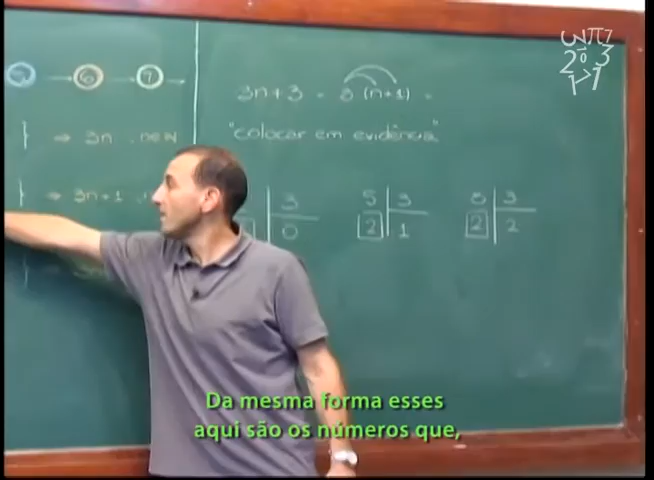 5 → 6 → 7 →
3n+3 = 3 (n+1) =
} ⇒ 3n . n∈ℕ
"colocar em evidência"
} ⇒ 3n+1
3
0
5 3
2 1
8 3
2 2
Da mesma forma esses
aqui são os números que,